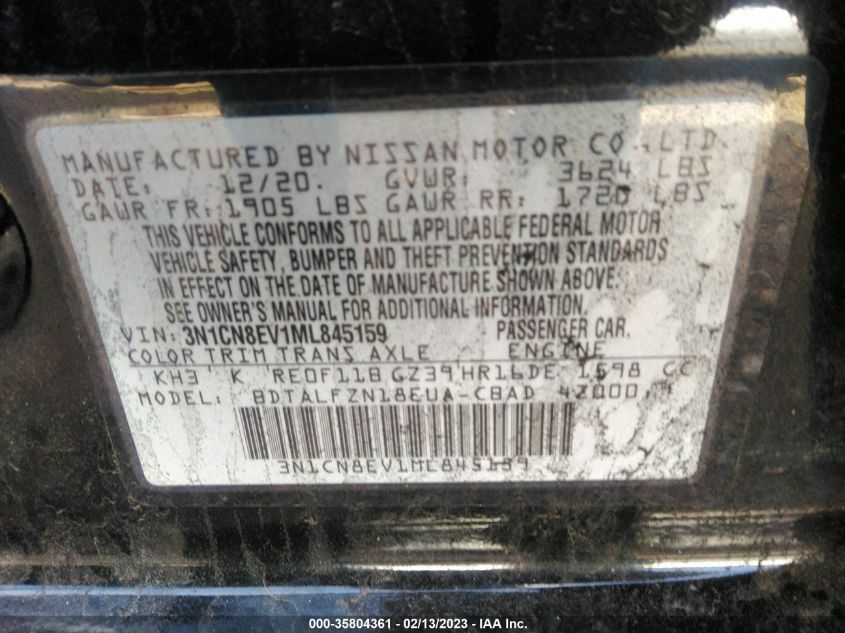 MANUFACTURED BY NISSAN MOTOR CO.,LTD
DATE: 12/20. GVWR: 3624 LBS
GAWR FR: 1905 LBS GAWR RR: 1720 LBS
THIS VEHICLE CONFORMS TO ALL APPLICABLE FEDERAL MOTOR
VEHICLE SAFETY, BUMPER AND THEFT PREVENTION STANDARDS
IN EFFECT ON THE DATE OF MANUFACTURE SHOWN ABOVE.
SEE OWNER'S MANUAL FOR ADDITIONAL INFORMATION.
VIN: 3N1CN8EV1ML845159 PASSENGER CAR.
COLOR TRIM TRANS AXLE ENGINE
KH3 K RE0F11B GZ39 HR16DE 1598 CC
MODEL: BDTALFZN18EUA-CBAD 42000
3N1CN8EV1ML845159
000-35804361 - 02/13/2023 - IAA Inc.